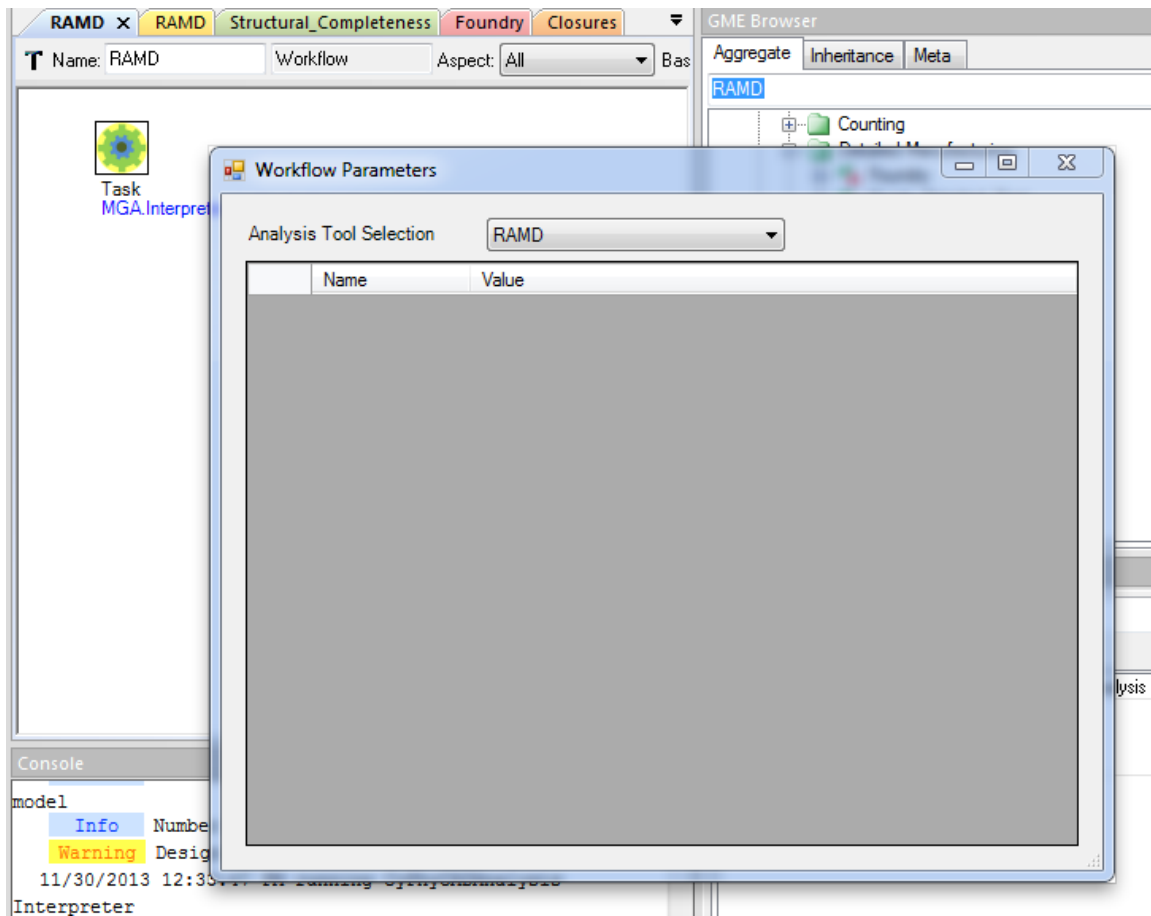 RAMD × RAMD Structural_Completeness Foundry Closures
GME Browser
T Name: RAMD Workflow Aspect: All Bas
Aggregate Inheritance Meta
RAMD
Counting
Task
MGA.Interpret
Workflow Parameters
Analysis Tool Selection RAMD
Name Value
lysis
Console
model
Info Numbe
Warning Desig
11/30/2013
Interpreter